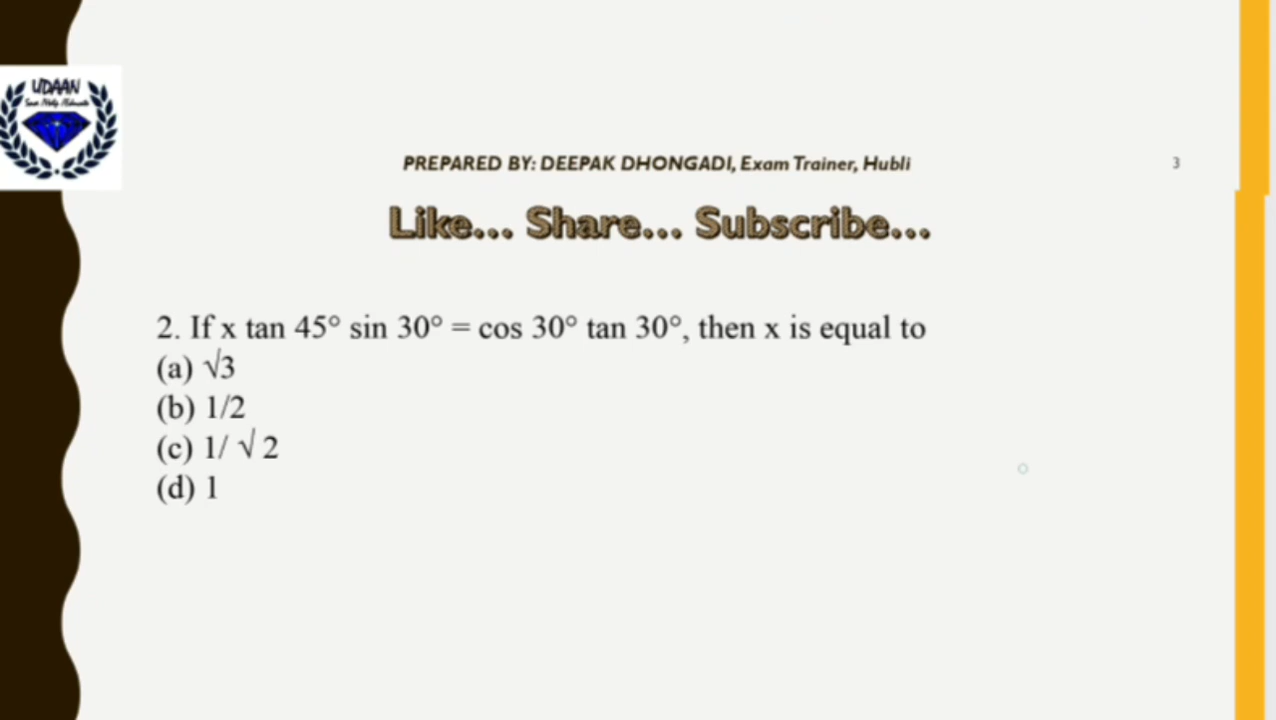 UDAAN
PREPARED BY: DEEPAK DHONGADI, Exam Trainer, Hubli
3
Like... Share... Subscribe...
2. If x tan 45° sin 30° = cos 30° tan 30°, then x is equal to
(a) √3
(b) 1/2
(c) 1/ √ 2
(d) 1